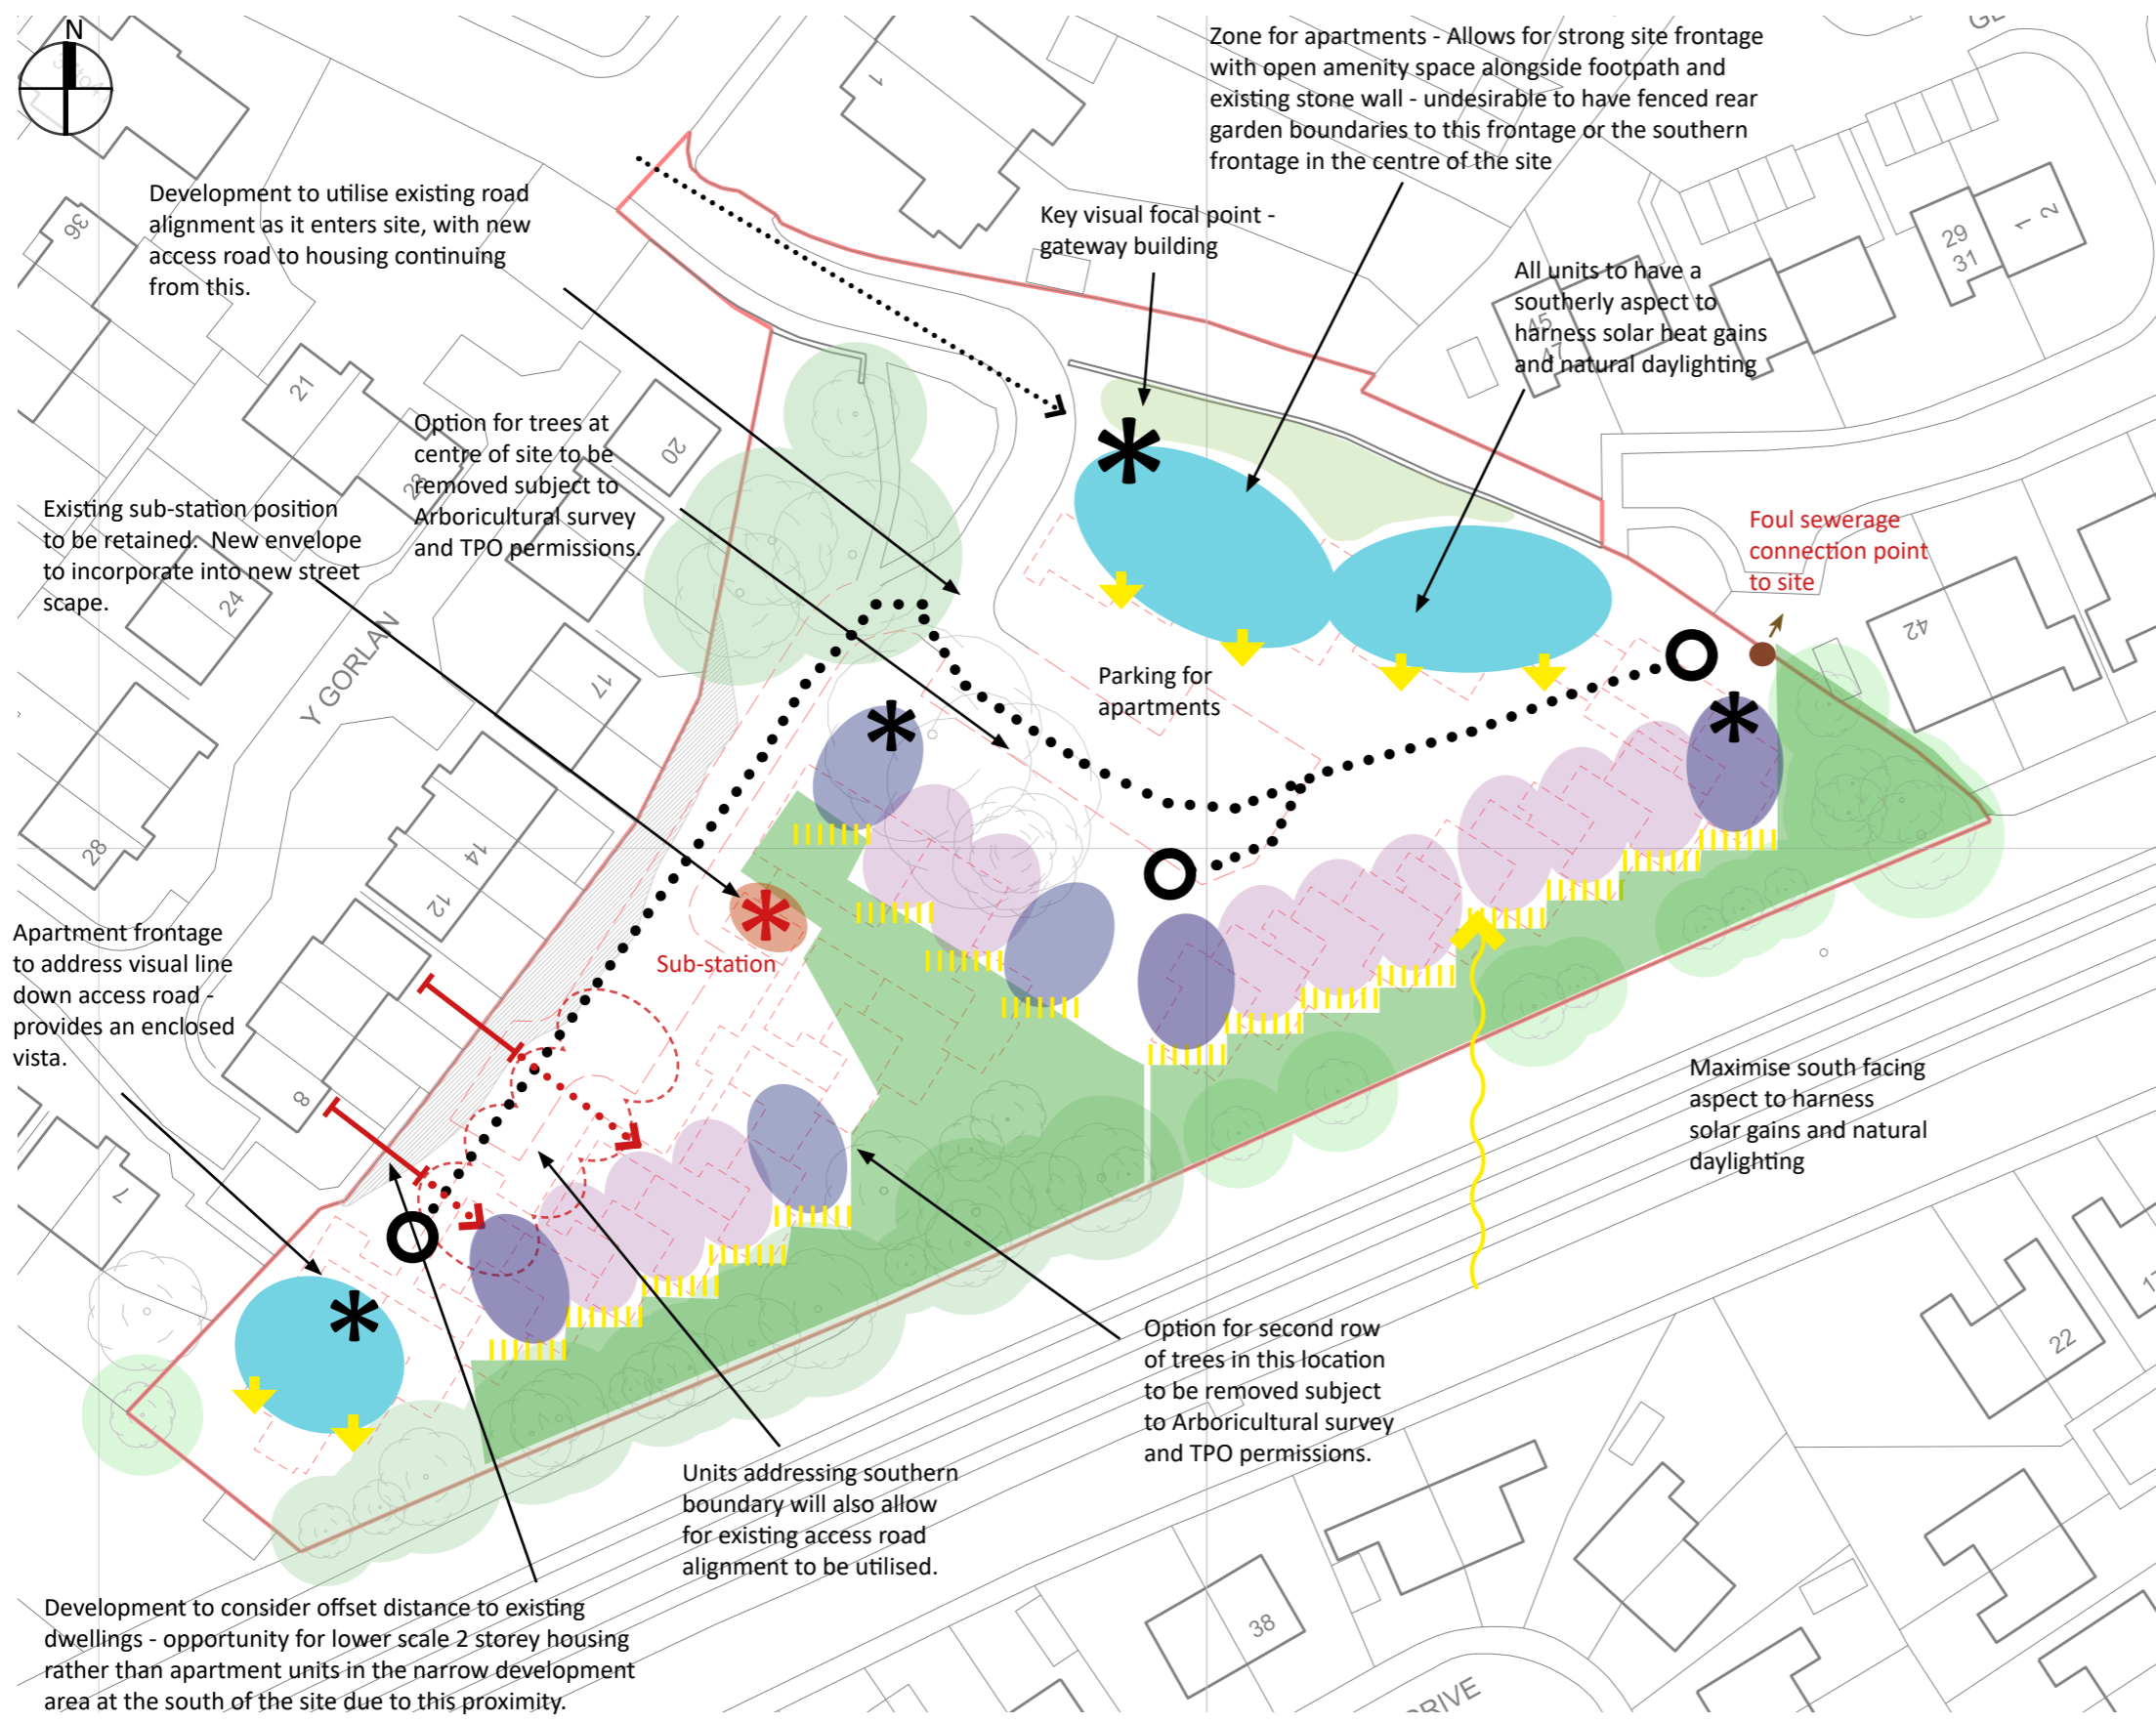 N
Zone for apartments - Allows for strong site frontage
with open amenity space alongside footpath and
existing stone wall - undesirable to have fenced rear
garden boundaries to this frontage or the southern
frontage in the centre of the site
Development to utilise existing road
alignment as it enters site, with new
access road to housing continuing
from this.
Key visual focal point -
gateway building
All units to have a
southerly aspect to
harness solar heat gains
and natural daylighting
Option for trees at
centre of site to be
removed subject to
Arboricultural survey
and TPO permissions.
Existing sub-station position
to be retained.  New envelope
to incorporate into new street
scape.
Foul sewerage
connection point
to site
Parking for
apartments
Apartment frontage
to address visual line
down access road -
provides an enclosed
vista.
Sub-station
Maximise south facing
aspect to harness
solar gains and natural
daylighting
Option for second row
of trees in this location
to be removed subject
to Arboricultural survey
and TPO permissions.
Units addressing southern
boundary will also allow
for existing access road
alignment to be utilised.
Development to consider offset distance to existing
dwellings - opportunity for lower scale 2 storey housing
rather than apartment units in the narrow development
area at the south of the site due to this proximity.
Y GORLAN
DRIVE
1
36
21
23
20
24
17
28
14
12
8
7
45
47
29
31
1
2
42
22
38